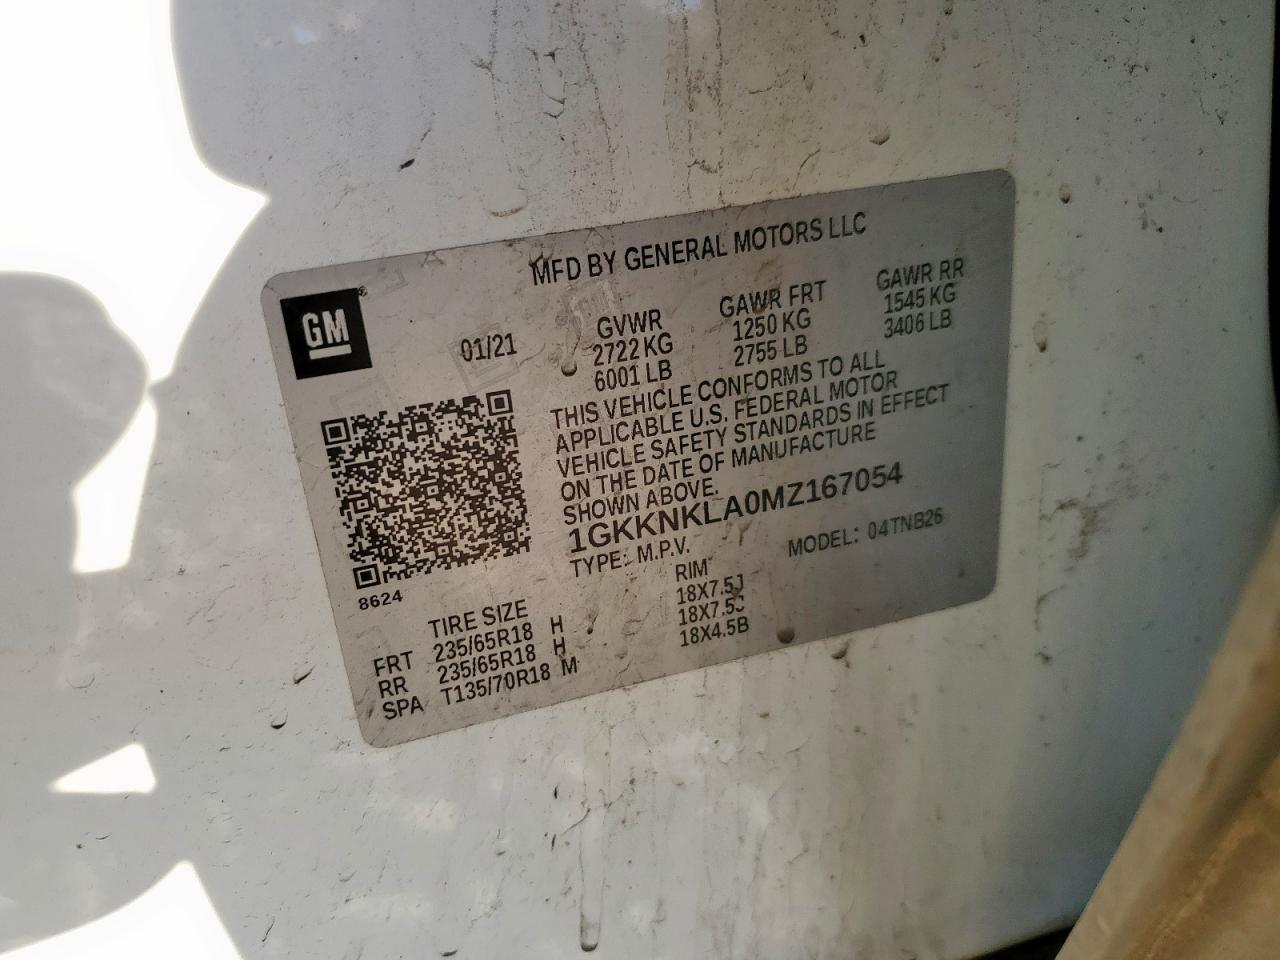 MFD BY GENERAL MOTORS LLC
GM
®
01/21
GVWR
2722 KG
6001 LB
GAWR FRT
1250 KG
2755 LB
GAWR RR
1545 KG
3406 LB
THIS VEHICLE CONFORMS TO ALL
APPLICABLE U.S. FEDERAL MOTOR
VEHICLE SAFETY STANDARDS IN EFFECT
ON THE DATE OF MANUFACTURE
SHOWN ABOVE.
1GKKNKLA0MZ167054
TYPE: M.P.V.
MODEL: 04TNB26
8624
TIRE SIZE
RIM
FRT 235/65R18 H 18X7.5J
RR 235/65R18 H 18X7.5J
SPA T135/70R18 M 18X4.5B